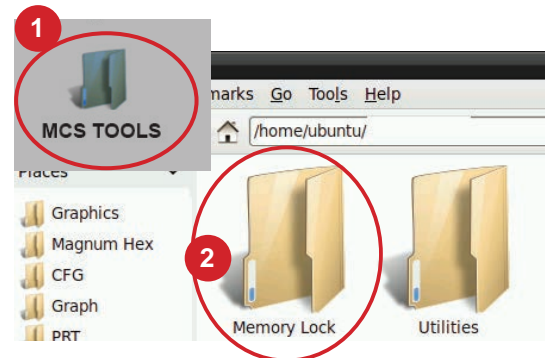 1
MCS TOOLS
marks Go Tools Help
/home/ubuntu/
Places
Graphics
Magnum Hex
CFG
Graph
PRT
2
Memory Lock
Utilities